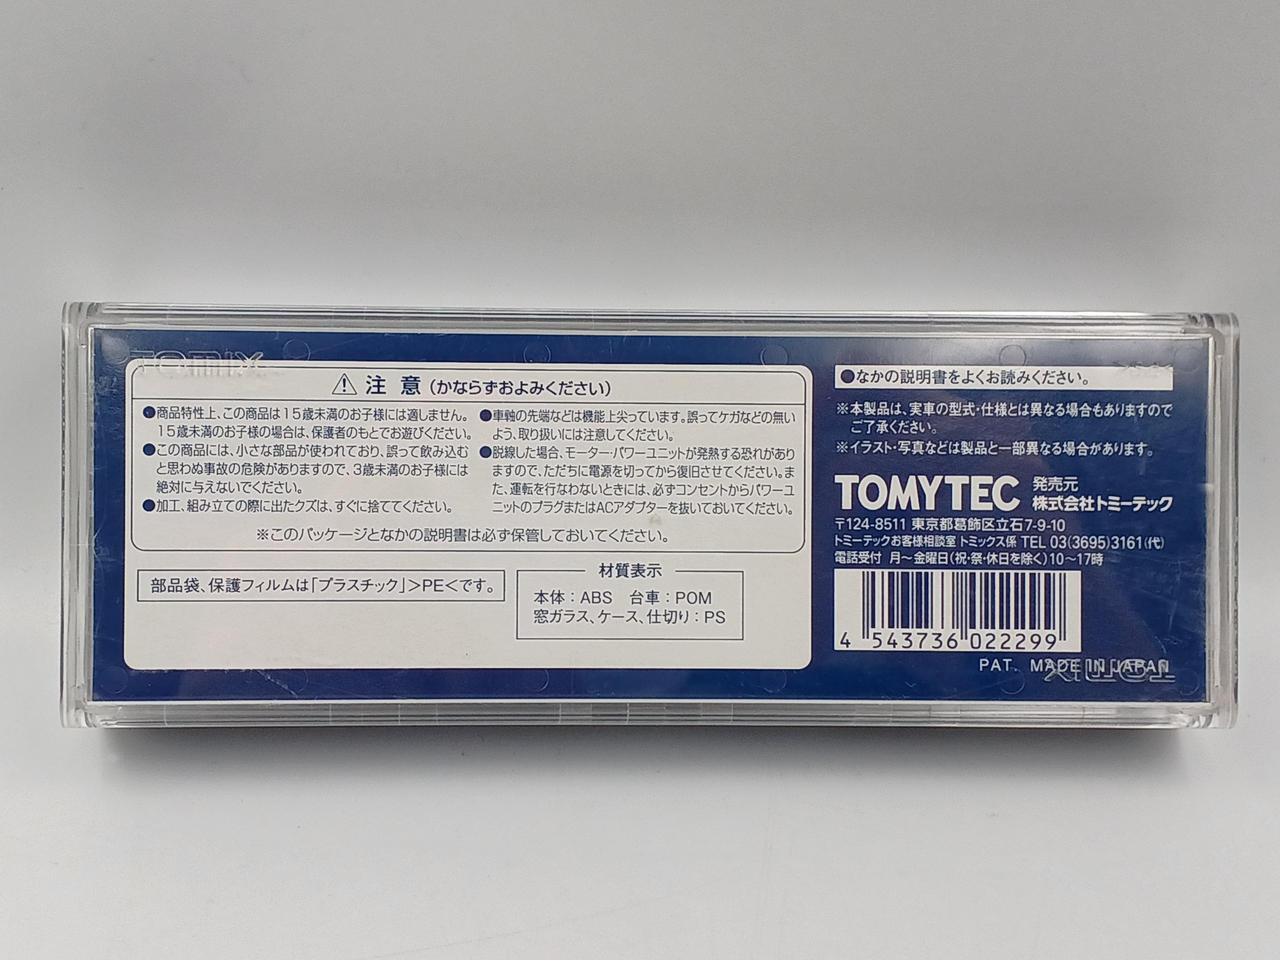 TOMIX
⚠ 注 意 (かならずおよみください)
●商品特性上、この商品は15歳未満のお子様には適しません。
15歳未満のお子様の場合は、保護者のもとでお遊びください。
●この商品には、小さな部品が使われており、誤って飲み込む
と思わぬ事故の危険がありますので、3歳未満のお子様には
絶対に与えないでください。
●加工、組み立ての際に出たクズは、すぐに捨ててください。
●車軸の先端などは機能上尖っています。誤ってケガなどの無い
よう、取り扱いには注意してください。
●脱線した場合、モーター・パワーユニットが発熱する恐れがあり
ますので、ただちに電源を切ってから復旧させてください。ま
た、運転を行なわないときには、必ずコンセントからパワーユ
ニットのプラグまたはACアダプターを抜いておいてください。
※このパッケージとなかの説明書は必ず保管しておいてください。
部品袋、保護フィルムは「プラスチック」>PE<です。
材質表示
本体：ABS 台車：POM
窓ガラス、ケース、仕切り：PS
●なかの説明書をよくお読みください。
※本製品は、実車の型式・仕様とは異なる場合もありますので
ご了承ください。
※イラスト・写真などは製品と一部異なる場合があります。
TOMYTEC 発売元
株式会社トミーテック
〒124-8511 東京都葛飾区立石7-9-10
トミーテックお客様相談室 トミックス係 TEL 03(3695)3161(代)
電話受付 月～金曜日(祝・祭・休日を除く)10～17時
4 543736 022299
PAT. MADE IN JAPAN
TOMIX